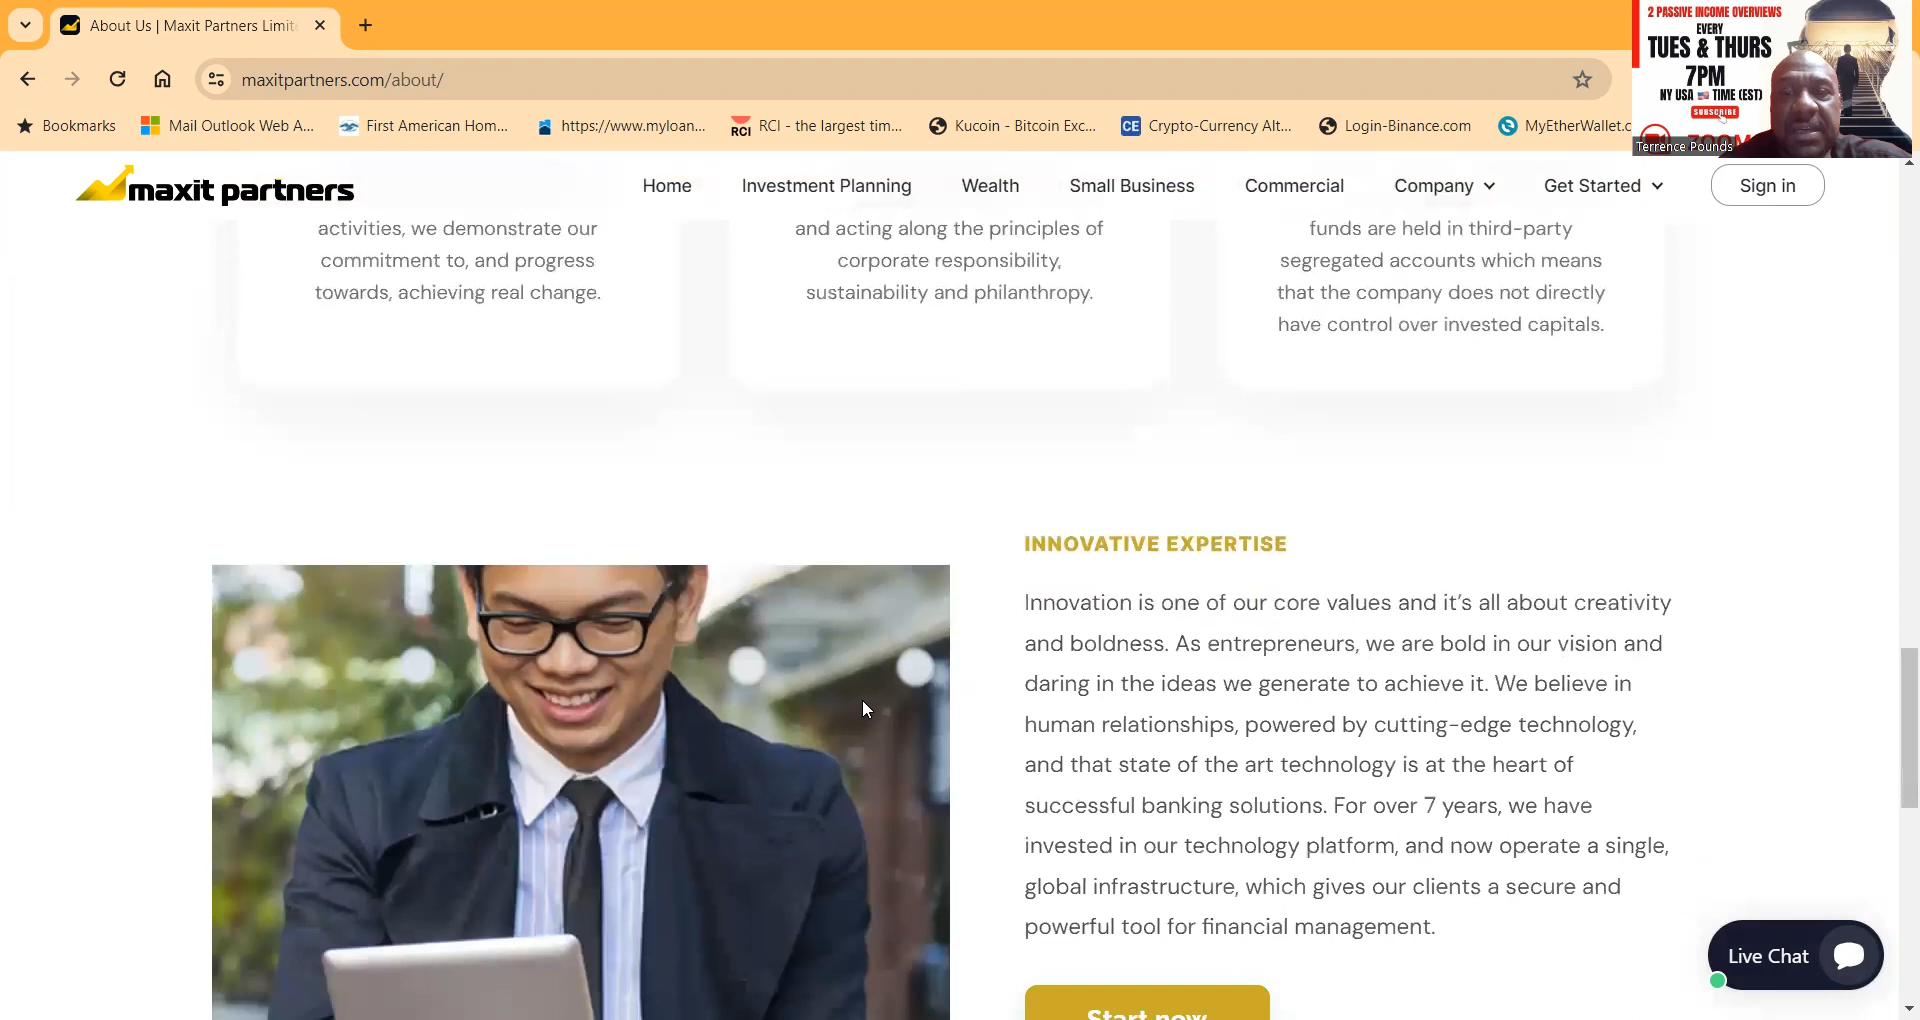 About Us | Maxit Partners Limit
maxitpartners.com/about/
Bookmarks
Mail Outlook Web A...
First American Hom...
https://www.myloan...
RCI
RCI - the largest tim...
Kucoin - Bitcoin Exc...
CE
Crypto-Currency Alt...
Login-Binance.com
MyEtherWallet.c
2 PASSIVE INCOME OVERVIEWS
EVERY
TUES & THURS
7PM
NY USA TIME (EST)
SUBSCRIBE
ZOOM
Terrence Pounds
maxit partners
Home
Investment Planning
Wealth
Small Business
Commercial
Company
Get Started
Sign in
activities, we demonstrate our
commitment to, and progress
towards, achieving real change.
and acting along the principles of
corporate responsibility,
sustainability and philanthropy.
funds are held in third-party
segregated accounts which means
that the company does not directly
have control over invested capitals.
INNOVATIVE EXPERTISE
Innovation is one of our core values and it's all about creativity
and boldness. As entrepreneurs, we are bold in our vision and
daring in the ideas we generate to achieve it. We believe in
human relationships, powered by cutting-edge technology,
and that state of the art technology is at the heart of
successful banking solutions. For over 7 years, we have
invested in our technology platform, and now operate a single,
global infrastructure, which gives our clients a secure and
powerful tool for financial management.
Start now
Live Chat